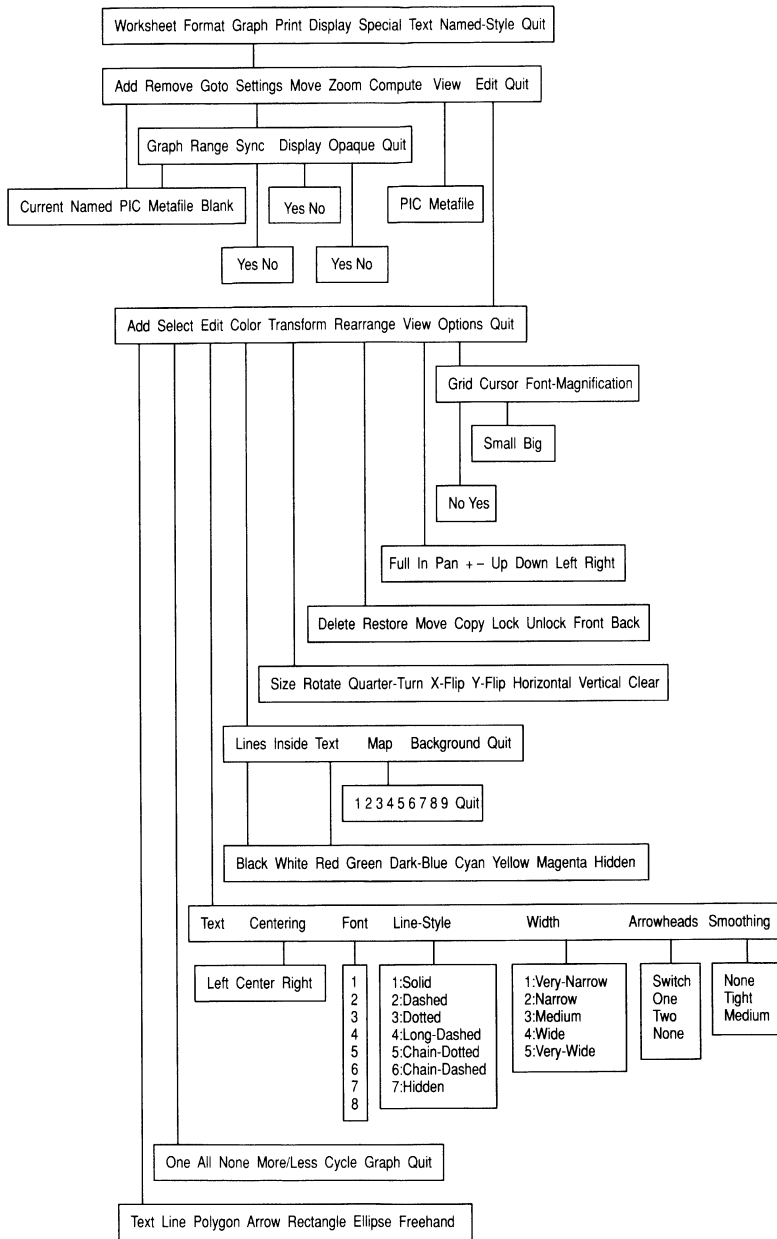 Worksheet Format Graph Print Display Special Text Named-Style Quit
Add Remove Goto Settings Move Zoom Compute View Edit Quit
Graph Range Sync Display Opaque Quit
Current Named PIC Metafile Blank
Yes No
PIC Metafile
Yes No
Yes No
Add Select Edit Color Transform Rearrange View Options Quit
Grid Cursor Font-Magnification
Small Big
No Yes
Full In Pan + – Up Down Left Right
Delete Restore Move Copy Lock Unlock Front Back
Size Rotate Quarter-Turn X-Flip Y-Flip Horizontal Vertical Clear
Lines Inside Text Map Background Quit
1 2 3 4 5 6 7 8 9 Quit
Black White Red Green Dark-Blue Cyan Yellow Magenta Hidden
Text Centering Font Line-Style Width Arrowheads Smoothing
Left Center Right
1
2
3
4
5
6
7
8
1:Solid
2:Dashed
3:Dotted
4:Long-Dashed
5:Chain-Dotted
6:Chain-Dashed
7:Hidden
1:Very-Narrow
2:Narrow
3:Medium
4:Wide
5:Very-Wide
Switch
One
Two
None
None
Tight
Medium
One All None More/Less Cycle Graph Quit
Text Line Polygon Arrow Rectangle Ellipse Freehand